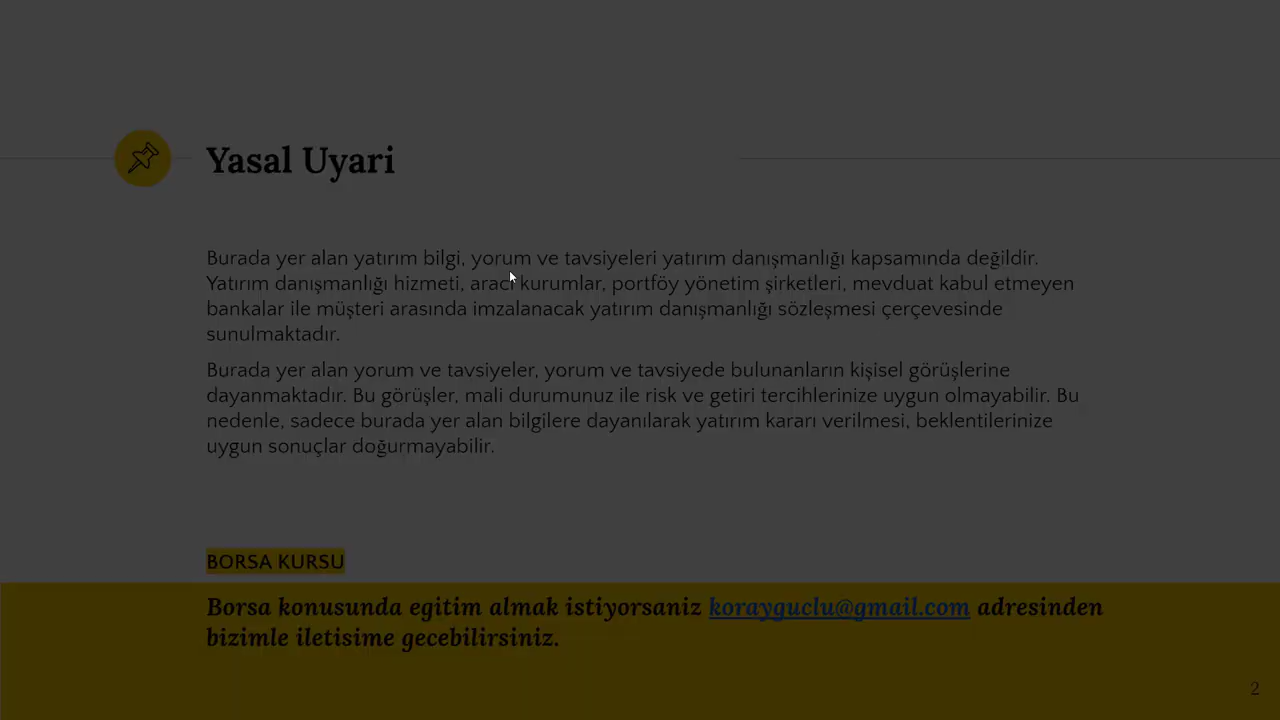 Yasal Uyari
Burada yer alan yatırım bilgi, yorum ve tavsiyeleri yatırım danışmanlığı kapsamında değildir.
Yatırım danışmanlığı hizmeti, aracı kurumlar, portföy yönetim şirketleri, mevduat kabul etmeyen
bankalar ile müşteri arasında imzalanacak yatırım danışmanlığı sözleşmesi çerçevesinde
sunulmaktadır.
Burada yer alan yorum ve tavsiyeler, yorum ve tavsiyede bulunanların kişisel görüşlerine
dayanmaktadır. Bu görüşler, mali durumunuz ile risk ve getiri tercihlerinize uygun olmayabilir. Bu
nedenle, sadece burada yer alan bilgilere dayanılarak yatırım kararı verilmesi, beklentilerinize
uygun sonuçlar doğurmayabilir.
BORSA KURSU
Borsa konusunda egitim almak istiyorsaniz korayguclu@gmail.com adresinden
bizimle iletisime gecebilirsiniz.
2